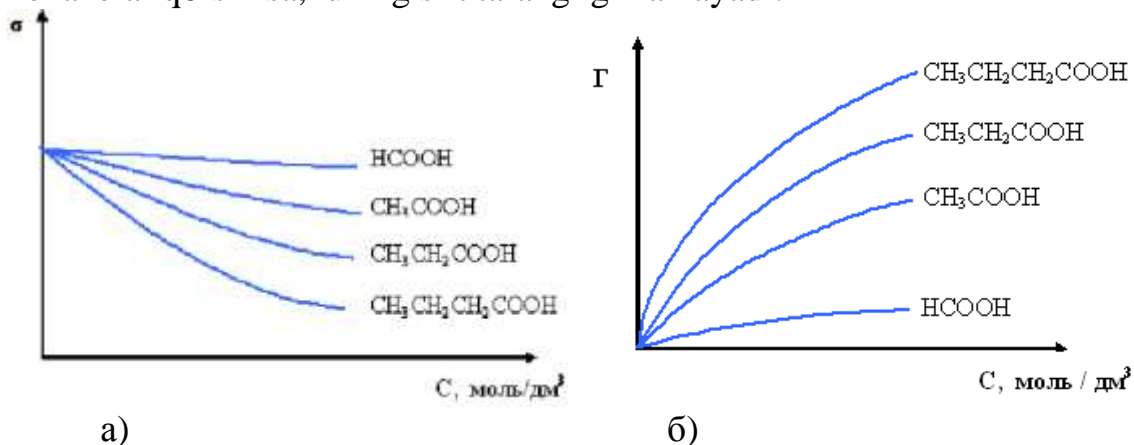 σ
HCOOH
CH₃COOH
CH₃CH₂COOH
CH₃CH₂CH₂COOH
C, моль/дм³
а)
Г
CH₃CH₂CH₂COOH
CH₃CH₂COOH
CH₃COOH
HCOOH
C, моль / дм³
б)